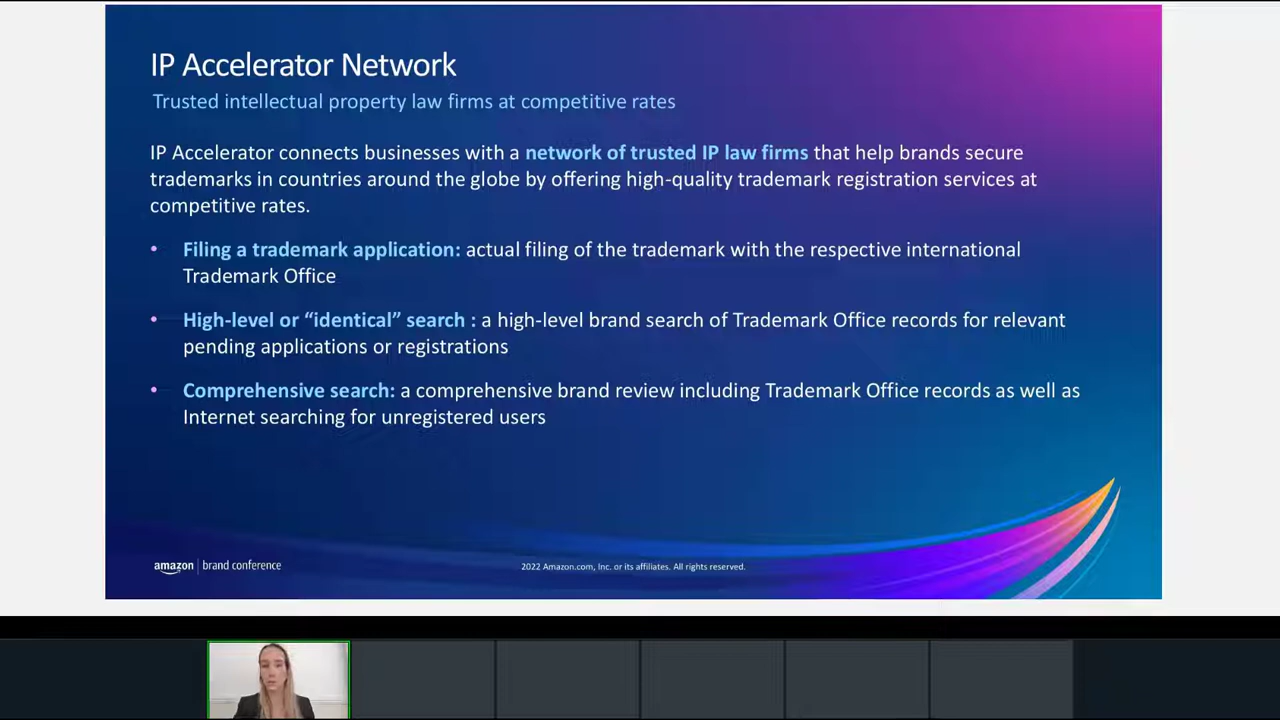 IP Accelerator Network
Trusted intellectual property law firms at competitive rates
IP Accelerator connects businesses with a network of trusted IP law firms that help brands secure
trademarks in countries around the globe by offering high-quality trademark registration services at
competitive rates.
• Filing a trademark application: actual filing of the trademark with the respective international
Trademark Office
• High-level or “identical” search : a high-level brand search of Trademark Office records for relevant
pending applications or registrations
• Comprehensive search: a comprehensive brand review including Trademark Office records as well as
Internet searching for unregistered users
amazon | brand conference
2022 Amazon.com, Inc. or its affiliates. All rights reserved.